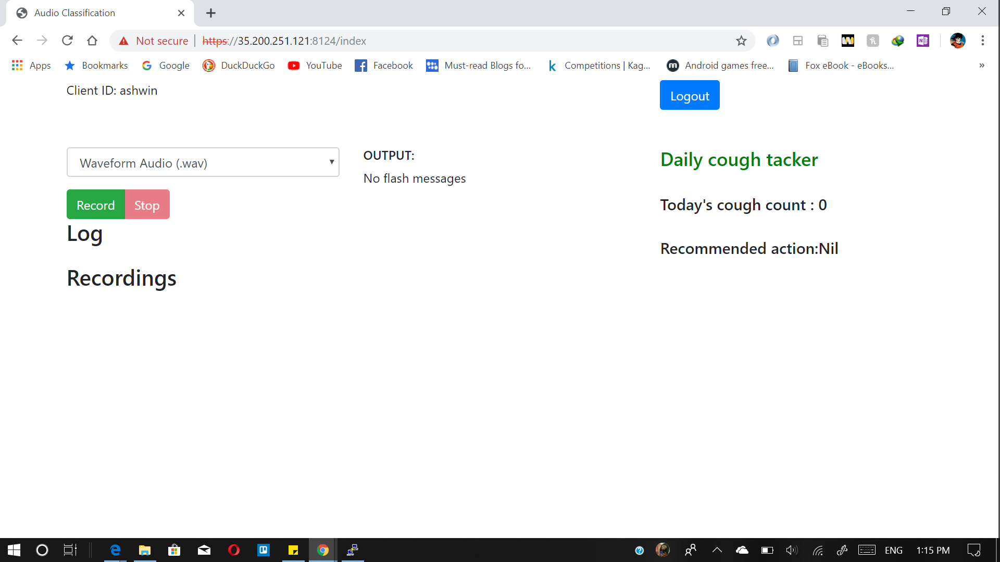 Audio Classification
Not secure | https://35.200.251.121:8124/index
Apps Bookmarks Google DuckDuckGo YouTube Facebook Must-read Blogs fo... Competitions | Kag... Android games free... Fox eBook - eBooks... »
Client ID: ashwin
Logout
Waveform Audio (.wav)
Record Stop
Log
Recordings
OUTPUT:
No flash messages
Daily cough tacker
Today's cough count : 0
Recommended action:Nil
ENG 1:15 PM